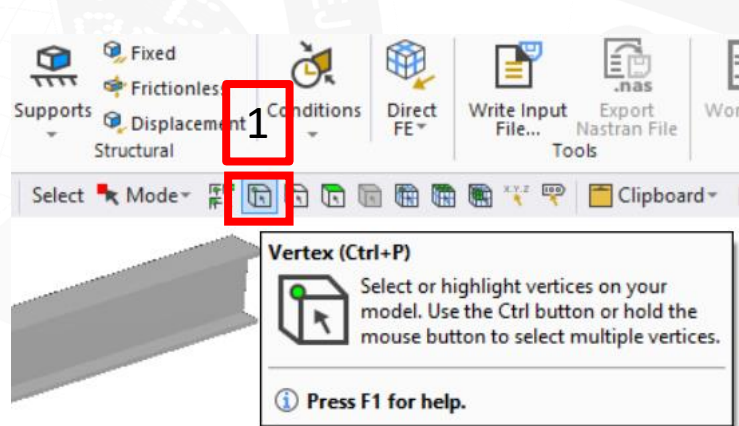 Fixed
Frictionless
Displacement
Supports
Structural
1
Conditions
Direct
FE
Write Input
File...
.nas
Export
Nastran File
Tools
Select Mode
X.Y.Z
Clipboard
Vertex (Ctrl+P)
Select or highlight vertices on your
model. Use the Ctrl button or hold the
mouse button to select multiple vertices.
Press F1 for help.